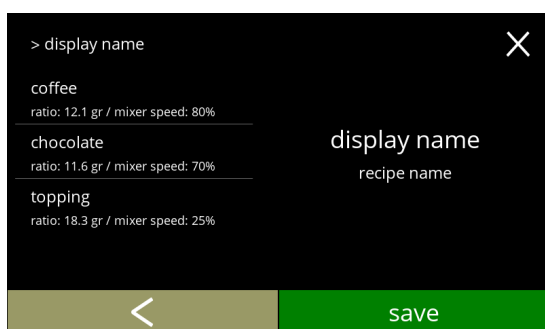 > display name
coffee
ratio: 12.1 gr / mixer speed: 80%
chocolate
ratio: 11.6 gr / mixer speed: 70%
topping
ratio: 18.3 gr / mixer speed: 25%
display name
recipe name
save